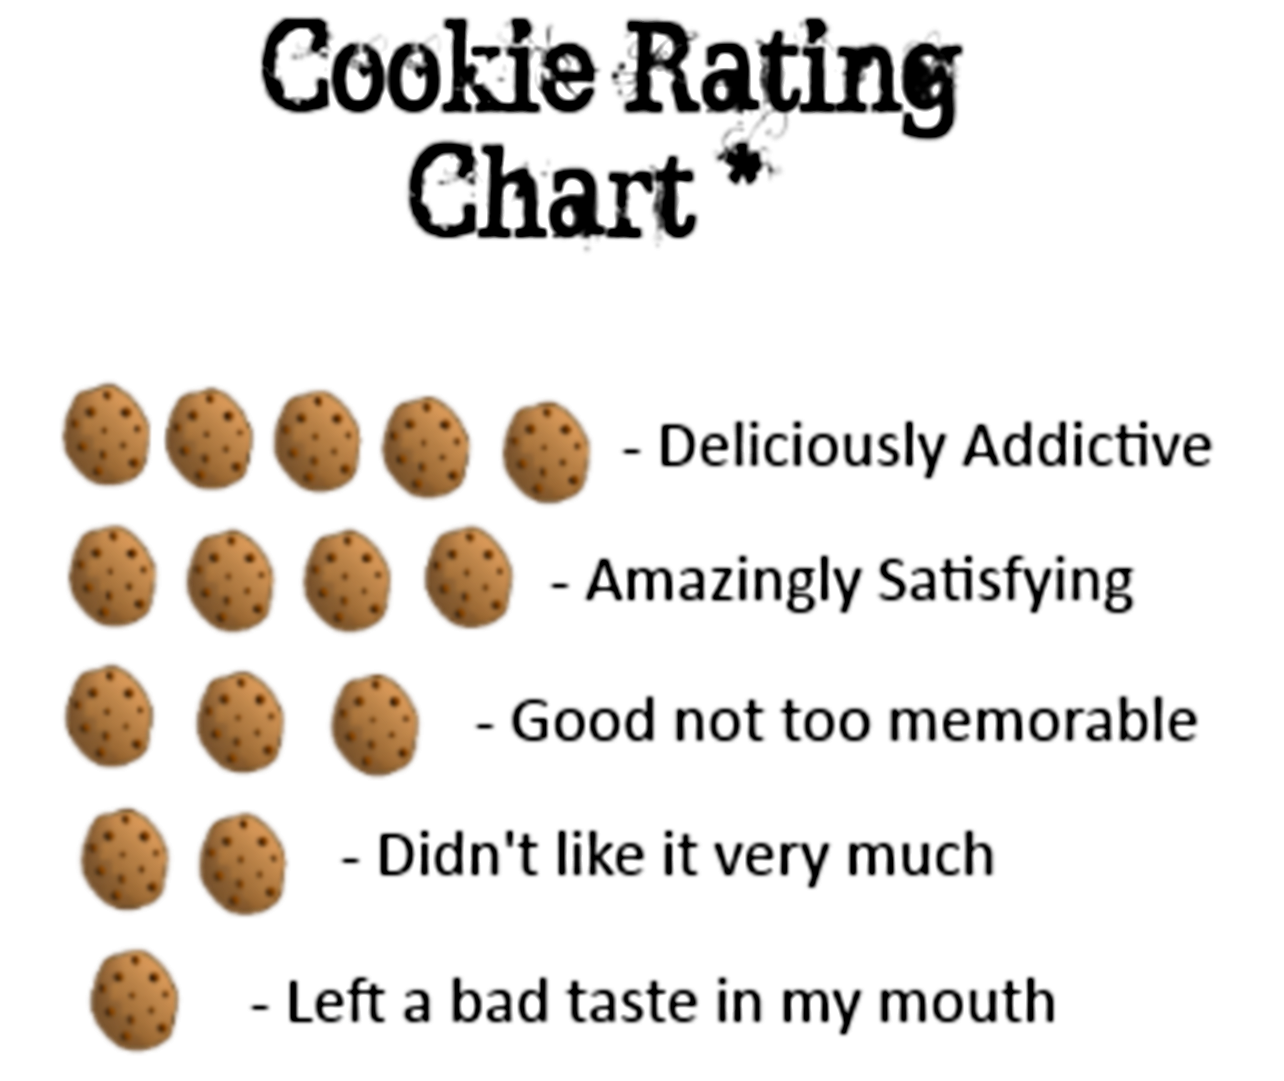 Cookie Rating
Chart *
- Deliciously Addictive
- Amazingly Satisfying
- Good not too memorable
- Didn't like it very much
- Left a bad taste in my mouth